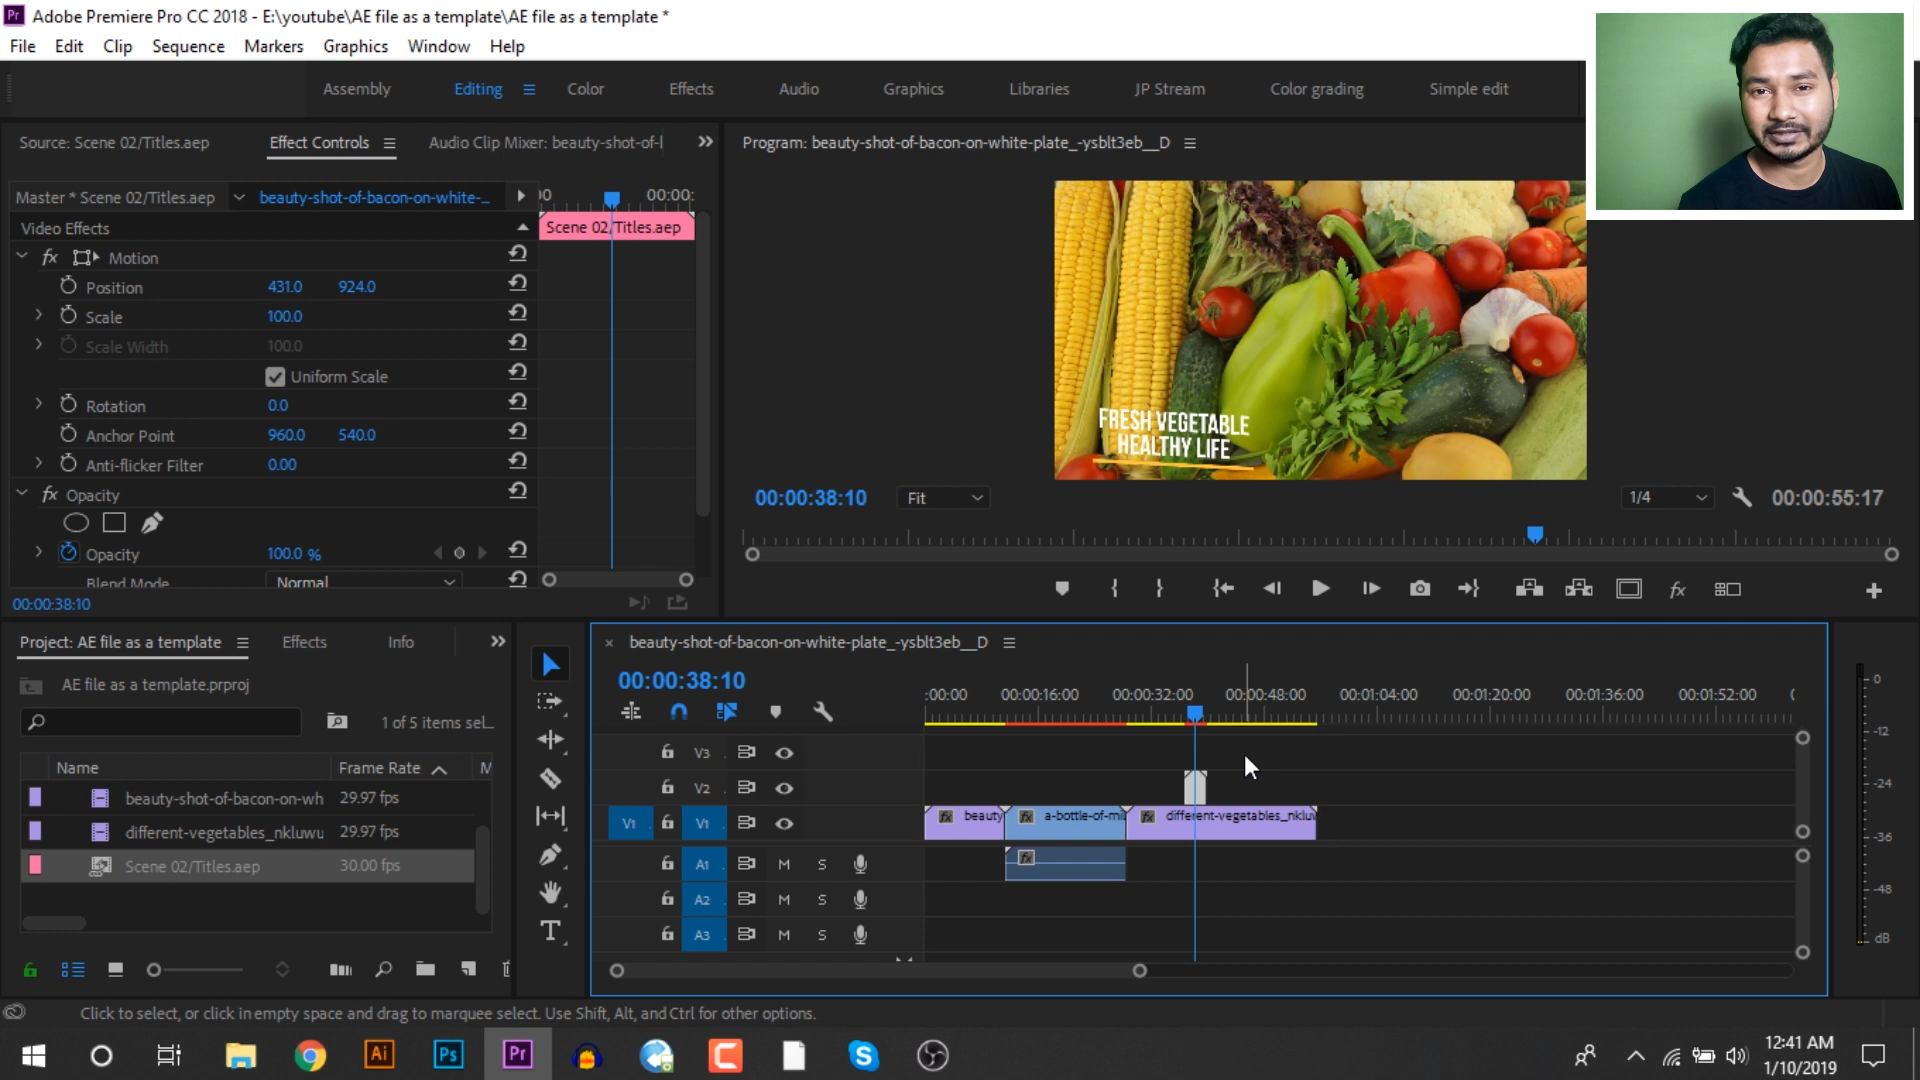 Pr Adobe Premiere Pro CC 2018 - E:\youtube\AE file as a template\AE file as a template *
File Edit Clip Sequence Markers Graphics Window Help
Assembly Editing Color Effects Audio Graphics Libraries JP Stream Color grading Simple edit
Source: Scene 02/Titles.aep Effect Controls Audio Clip Mixer: beauty-shot-of-l
Program: beauty-shot-of-bacon-on-white-plate_-ysblt3eb__D
Master * Scene 02/Titles.aep beauty-shot-of-bacon-on-white-... 00:00:
Video Effects Scene 02/Titles.aep
fx Motion
Position 431.0 924.0
Scale 100.0
Scale Width 100.0
Uniform Scale
Rotation 0.0
Anchor Point 960.0 540.0
Anti-flicker Filter 0.00
fx Opacity
Opacity 100.0 %
Blend Mode Normal
00:00:38:10
FRESH VEGETABLE
HEALTHY LIFE
00:00:38:10 Fit 1/4 00:00:55:17
fx
Project: AE file as a template Effects Info
AE file as a template.prproj
1 of 5 items sel...
Name Frame Rate M
beauty-shot-of-bacon-on-wh 29.97 fps
different-vegetables_nkluwu 29.97 fps
Scene 02/Titles.aep 30.00 fps
beauty-shot-of-bacon-on-white-plate_-ysblt3eb__D
00:00:38:10
:00:00 00:00:16:00 00:00:32:00 00:00:48:00 00:01:04:00 00:01:20:00 00:01:36:00 00:01:52:00
V3
V2
V1 V1 fx beauty fx a-bottle-of-mil fx different-vegetables_nkluv
A1 M S fx
A2 M S
A3 M S
0
-12
-24
-36
-48
dB
Click to select, or click in empty space and drag to marquee select. Use Shift, Alt, and Ctrl for other options.
Ai Ps Pr
12:41 AM
1/10/2019